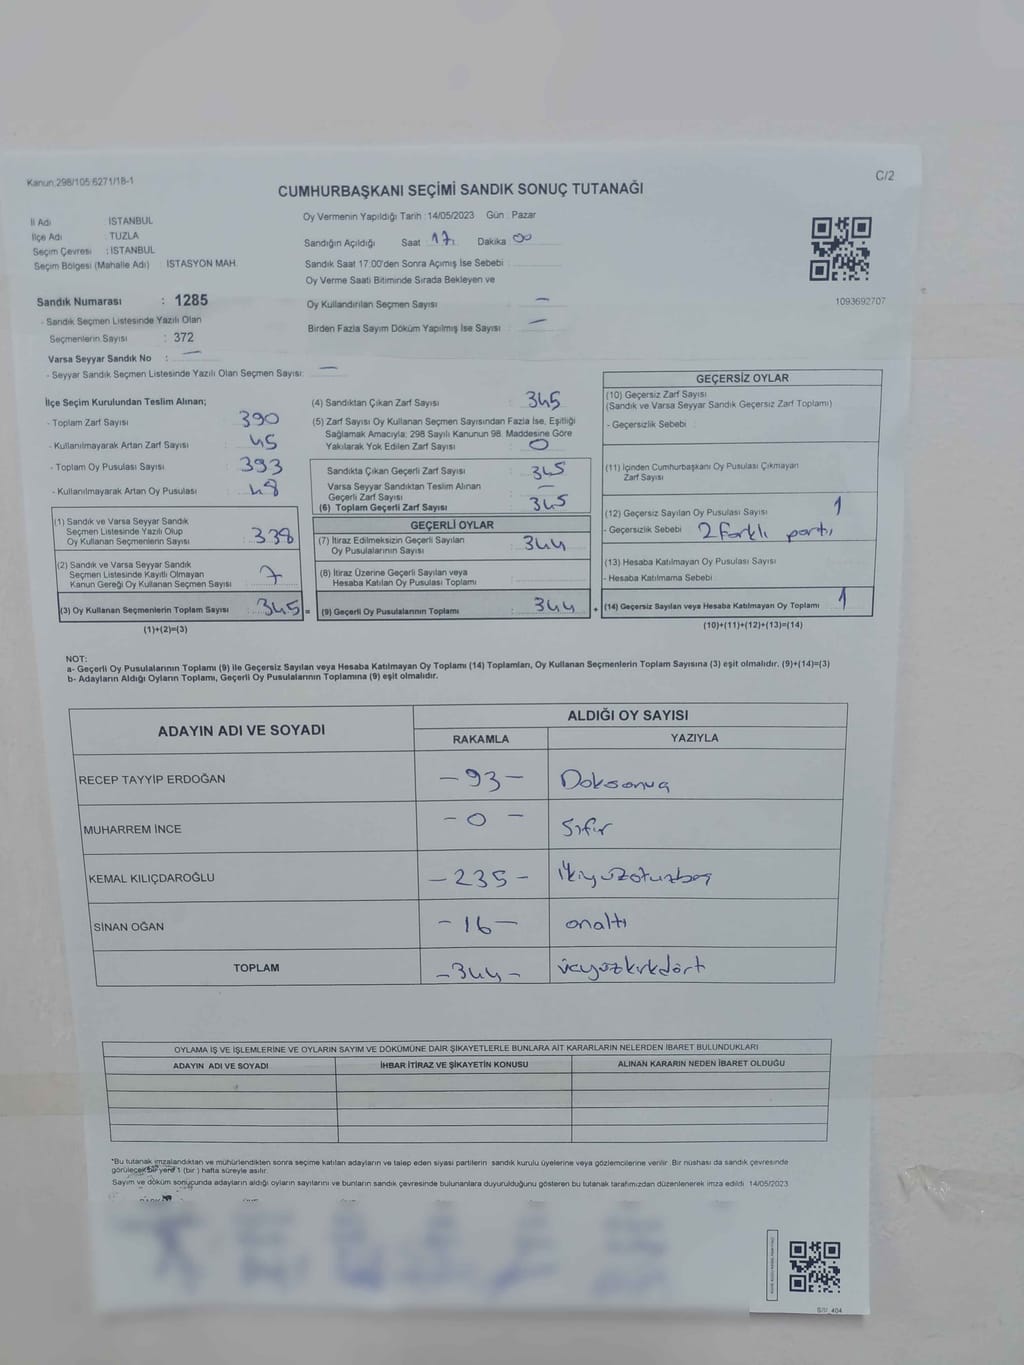 Kanun.298/105.6271/18-1
C/2
CUMHURBAŞKANI SEÇİMİ SANDIK SONUÇ TUTANAĞI
İl Adı : İSTANBUL
İlçe Adı : TUZLA
Seçim Çevresi : İSTANBUL
Seçim Bölgesi (Mahalle Adı) : İSTASYON MAH.
Sandık Numarası : 1285
- Sandık Seçmen Listesinde Yazılı Olan
Seçmenlerin Sayısı : 372
Varsa Seyyar Sandık No : —
- Seyyar Sandık Seçmen Listesinde Yazılı Olan Seçmen Sayısı: —
Oy Vermenin Yapıldığı Tarih : 14/05/2023 Gün : Pazar
Sandığın Açıldığı Saat 17 Dakika 00
Sandık Saat 17:00'den Sonra Açımış İse Sebebi :
Oy Verme Saati Bitiminde Sırada Bekleyen ve
Oy Kullandırılan Seçmen Sayısı : —
Birden Fazla Sayım Döküm Yapılmış İse Sayısı : —
1093692707
İlçe Seçim Kurulundan Teslim Alınan;
- Toplam Zarf Sayısı : 390
- Kullanılmayarak Artan Zarf Sayısı : 45
- Toplam Oy Pusulası Sayısı : 393
- Kullanılmayarak Artan Oy Pusulası : 48
(1) Sandık ve Varsa Seyyar Sandık
Seçmen Listesinde Yazılı Olup
Oy Kullanan Seçmenlerin Sayısı : 338
(2) Sandık ve Varsa Seyyar Sandık
Seçmen Listesinde Kayıtlı Olmayan
Kanun Gereği Oy Kullanan Seçmen Sayısı : 7
(3) Oy Kullanan Seçmenlerin Toplam Sayısı : 345 =
(1)+(2)=(3)
(4) Sandıktan Çıkan Zarf Sayısı : 345
(5) Zarf Sayısı Oy Kullanan Seçmen Sayısından Fazla İse, Eşitliği
Sağlamak Amacıyla; 298 Sayılı Kanunun 98. Maddesine Göre
Yakılarak Yok Edilen Zarf Sayısı : 0
Sandıkta Çıkan Geçerli Zarf Sayısı : 345
Varsa Seyyar Sandıktan Teslim Alınan
Geçerli Zarf Sayısı : —
(6) Toplam Geçerli Zarf Sayısı : 345
GEÇERLİ OYLAR
(7) İtiraz Edilmeksizin Geçerli Sayılan
Oy Pusulalarının Sayısı : 344
(8) İtiraz Üzerine Geçerli Sayılan veya
Hesaba Katılan Oy Pusulası Toplamı :
(9) Geçerli Oy Pusulalarının Toplamı : 344 +
GEÇERSİZ OYLAR
(10) Geçersiz Zarf Sayısı
(Sandık ve Varsa Seyyar Sandık Geçersiz Zarf Toplamı)
- Geçersizlik Sebebi :
(11) İçinden Cumhurbaşkanı Oy Pusulası Çıkmayan
Zarf Sayısı
(12) Geçersiz Sayılan Oy Pusulası Sayısı : 1
- Geçersizlik Sebebi : 2 farklı parti
(13) Hesaba Katılmayan Oy Pusulası Sayısı :
- Hesaba Katılmama Sebebi :
(14) Geçersiz Sayılan veya Hesaba Katılmayan Oy Toplamı : 1
(10)+(11)+(12)+(13)=(14)
NOT:
a- Geçerli Oy Pusulalarının Toplamı (9) ile Geçersiz Sayılan veya Hesaba Katılmayan Oy Toplamı (14) Toplamları, Oy Kullanan Seçmenlerin Toplam Sayısına (3) eşit olmalıdır. (9)+(14)=(3)
b- Adayların Aldığı Oyların Toplamı, Geçerli Oy Pusulalarının Toplamına (9) eşit olmalıdır.
ADAYIN ADI VE SOYADI
ALDIĞI OY SAYISI
RAKAMLA YAZIYLA
RECEP TAYYİP ERDOĞAN -93- Doksanüç
MUHARREM İNCE - 0 - Sıfır
KEMAL KILIÇDAROĞLU -235- ikiyüzotuzbeş
SİNAN OĞAN -16- onaltı
TOPLAM -344- üçyüzkırkdört
OYLAMA İŞ VE İŞLEMLERİNE VE OYLARIN SAYIM VE DÖKÜMÜNE DAİR ŞİKAYETLERLE BUNLARA AİT KARARLARIN NELERDEN İBARET BULUNDUKLARI
ADAYIN ADI VE SOYADI İHBAR İTİRAZ VE ŞİKAYETİN KONUSU ALINAN KARARIN NEDEN İBARET OLDUĞU
*Bu tutanak imzalandıktan ve mühürlendikten sonra seçime katılan adayların ve talep eden siyasi partilerin sandık kurulu üyelerine veya gözlemcilerine verilir. Bir nüshası da sandık çevresinde
görülecek bir yere 1 (bir) hafta süreyle asılır.
Sayım ve döküm sonucunda adayların aldığı oyların sayılarını ve bunların sandık çevresinde bulunanlara duyurulduğunu gösteren bu tutanak tarafımızdan düzenlenerek imza edildi. 14/05/2023